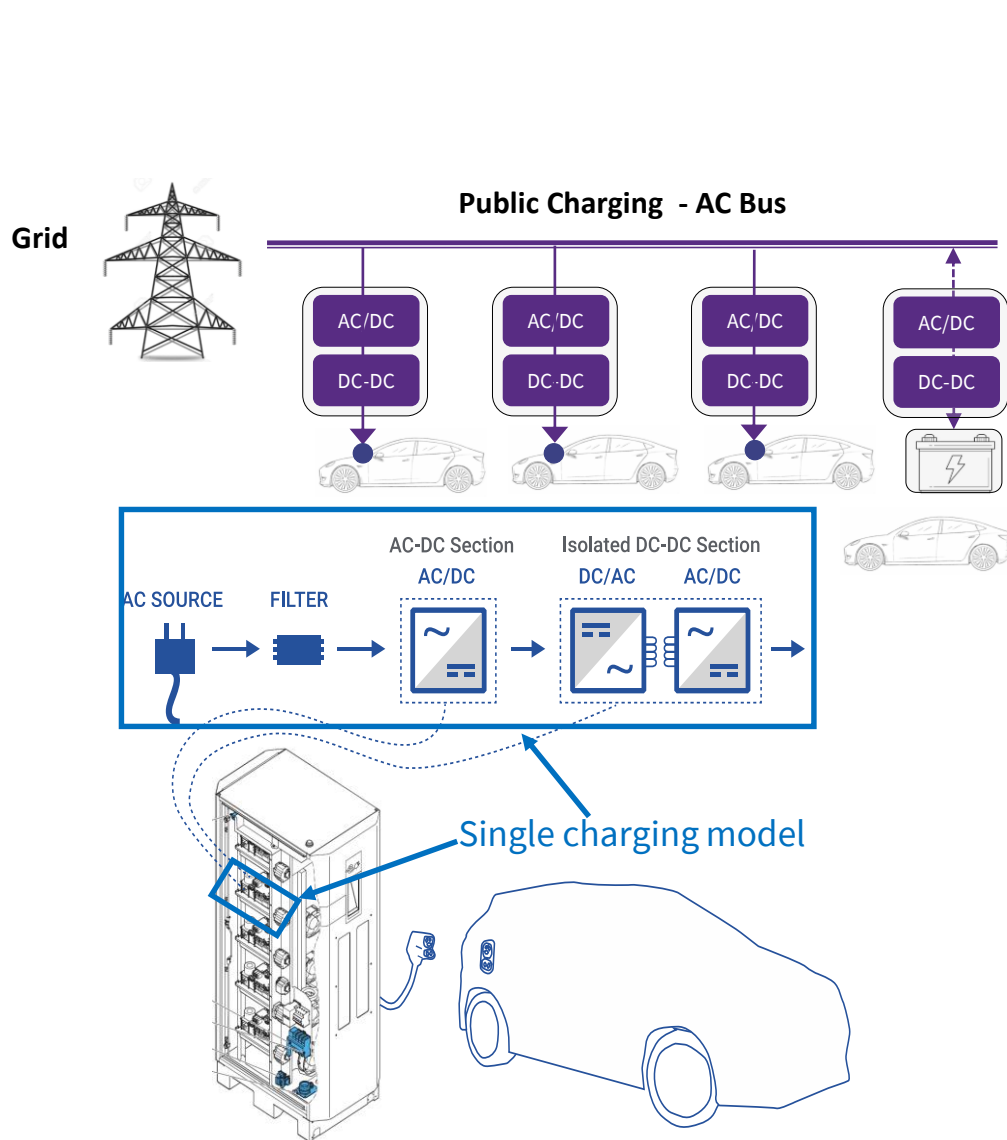 Public Charging - AC Bus
Grid
AC/DC
AC/DC
AC/DC
AC/DC
DC-DC
DC-DC
DC-DC
DC-DC
AC-DC Section
Isolated DC-DC Section
AC/DC
DC/AC
AC/DC
AC SOURCE
FILTER
Single charging model